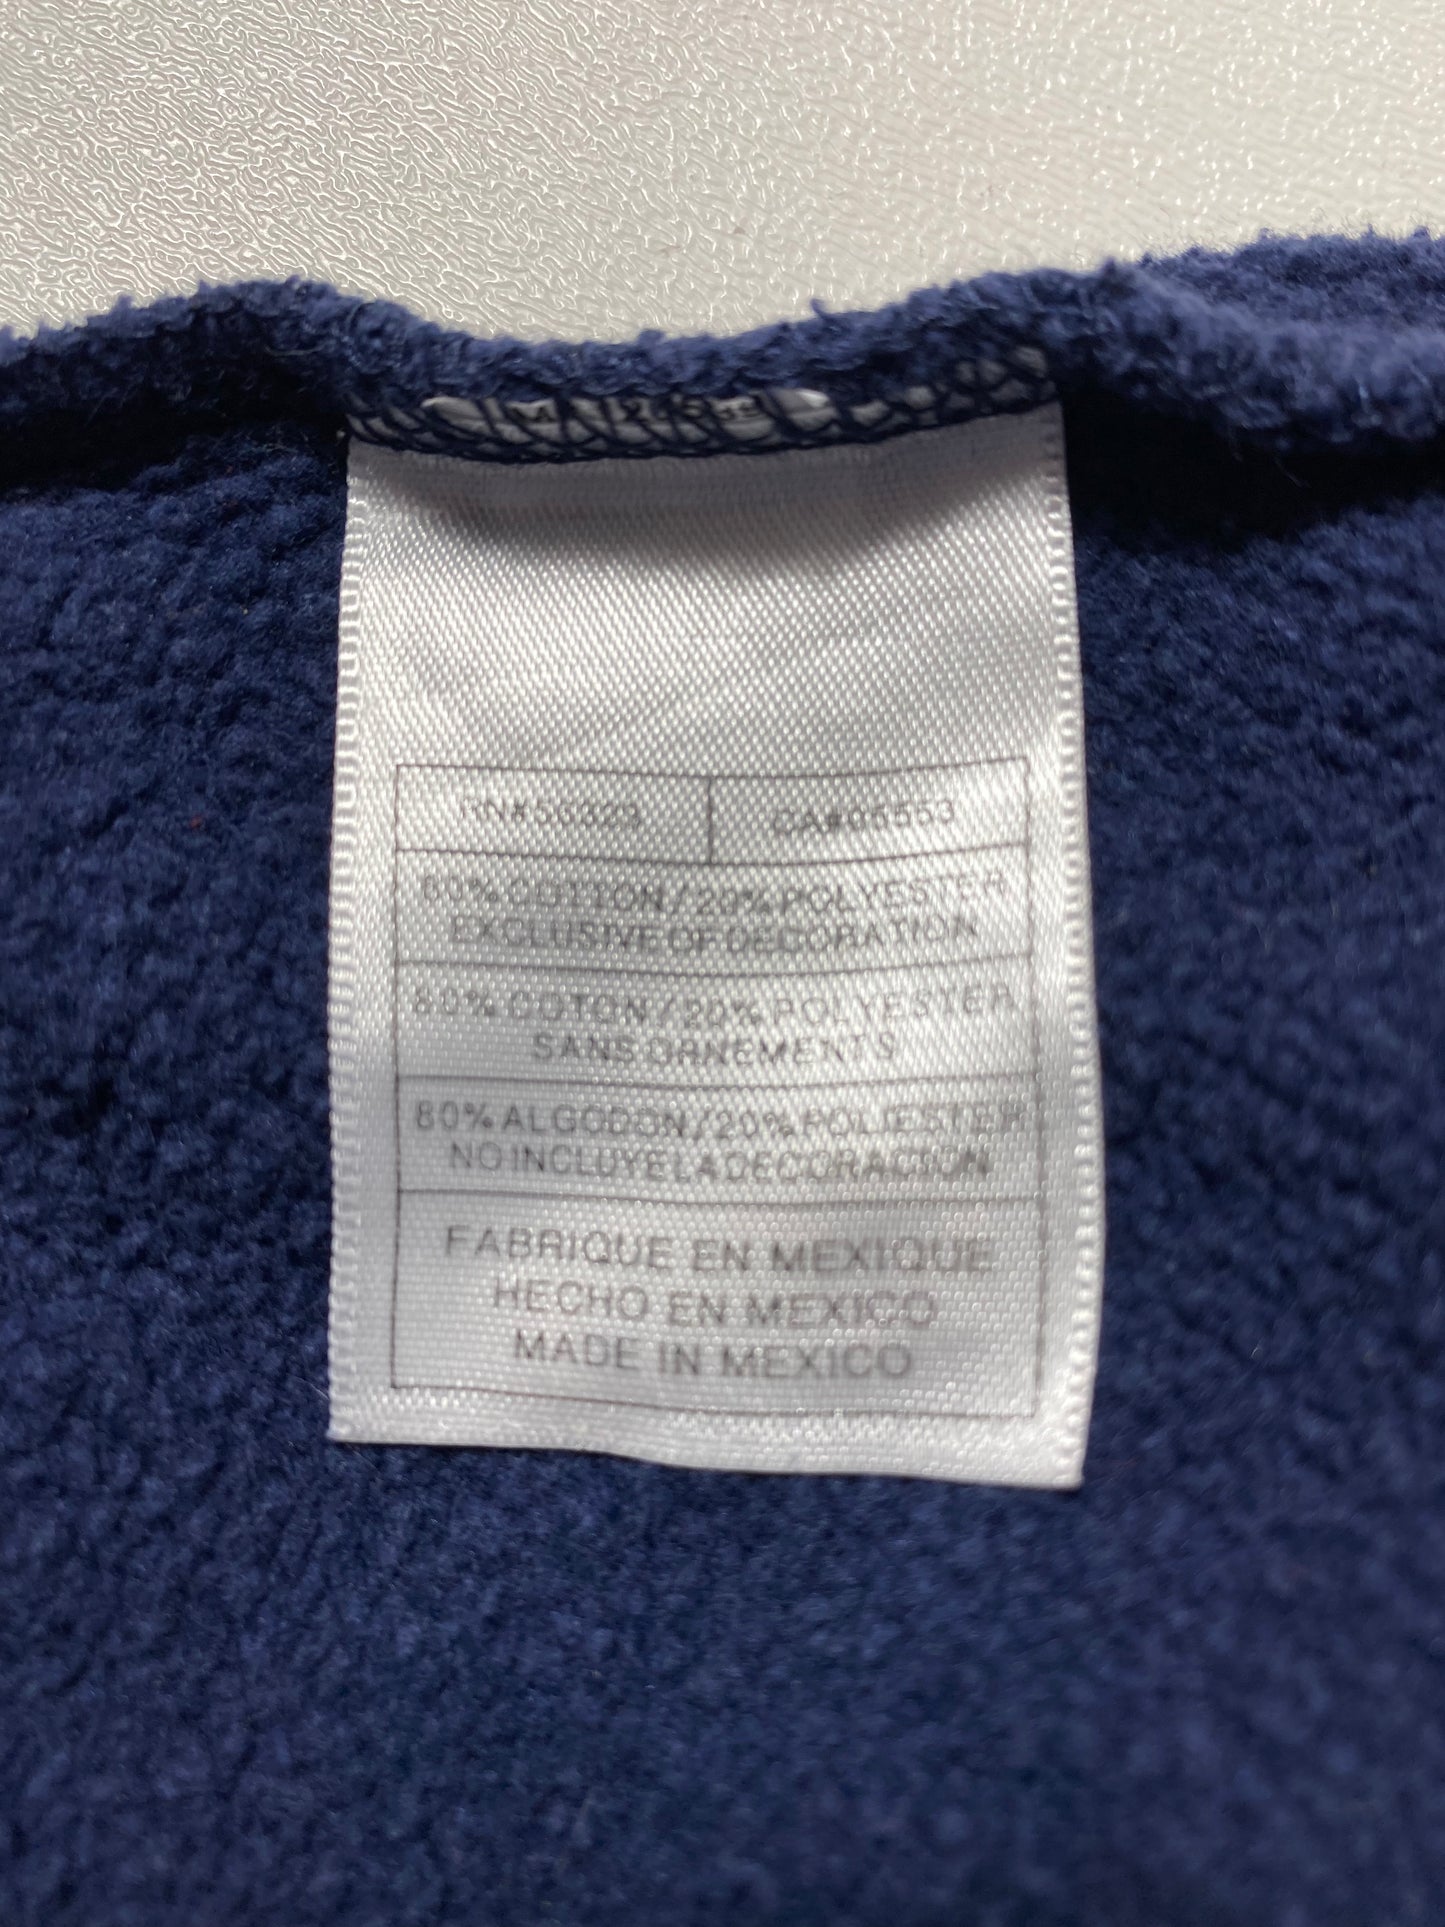 RN#56323
CA#05553
80% COTTON/20% POLYESTER
EXCLUSIVE OF DECORATION
80% COTON/20% POLYESTER
SANS ORNEMENTS
80% ALGODON/20% POLIESTER
NO INCLUYE LA DECORACION
FABRIQUE EN MEXIQUE
HECHO EN MEXICO
MADE IN MEXICO